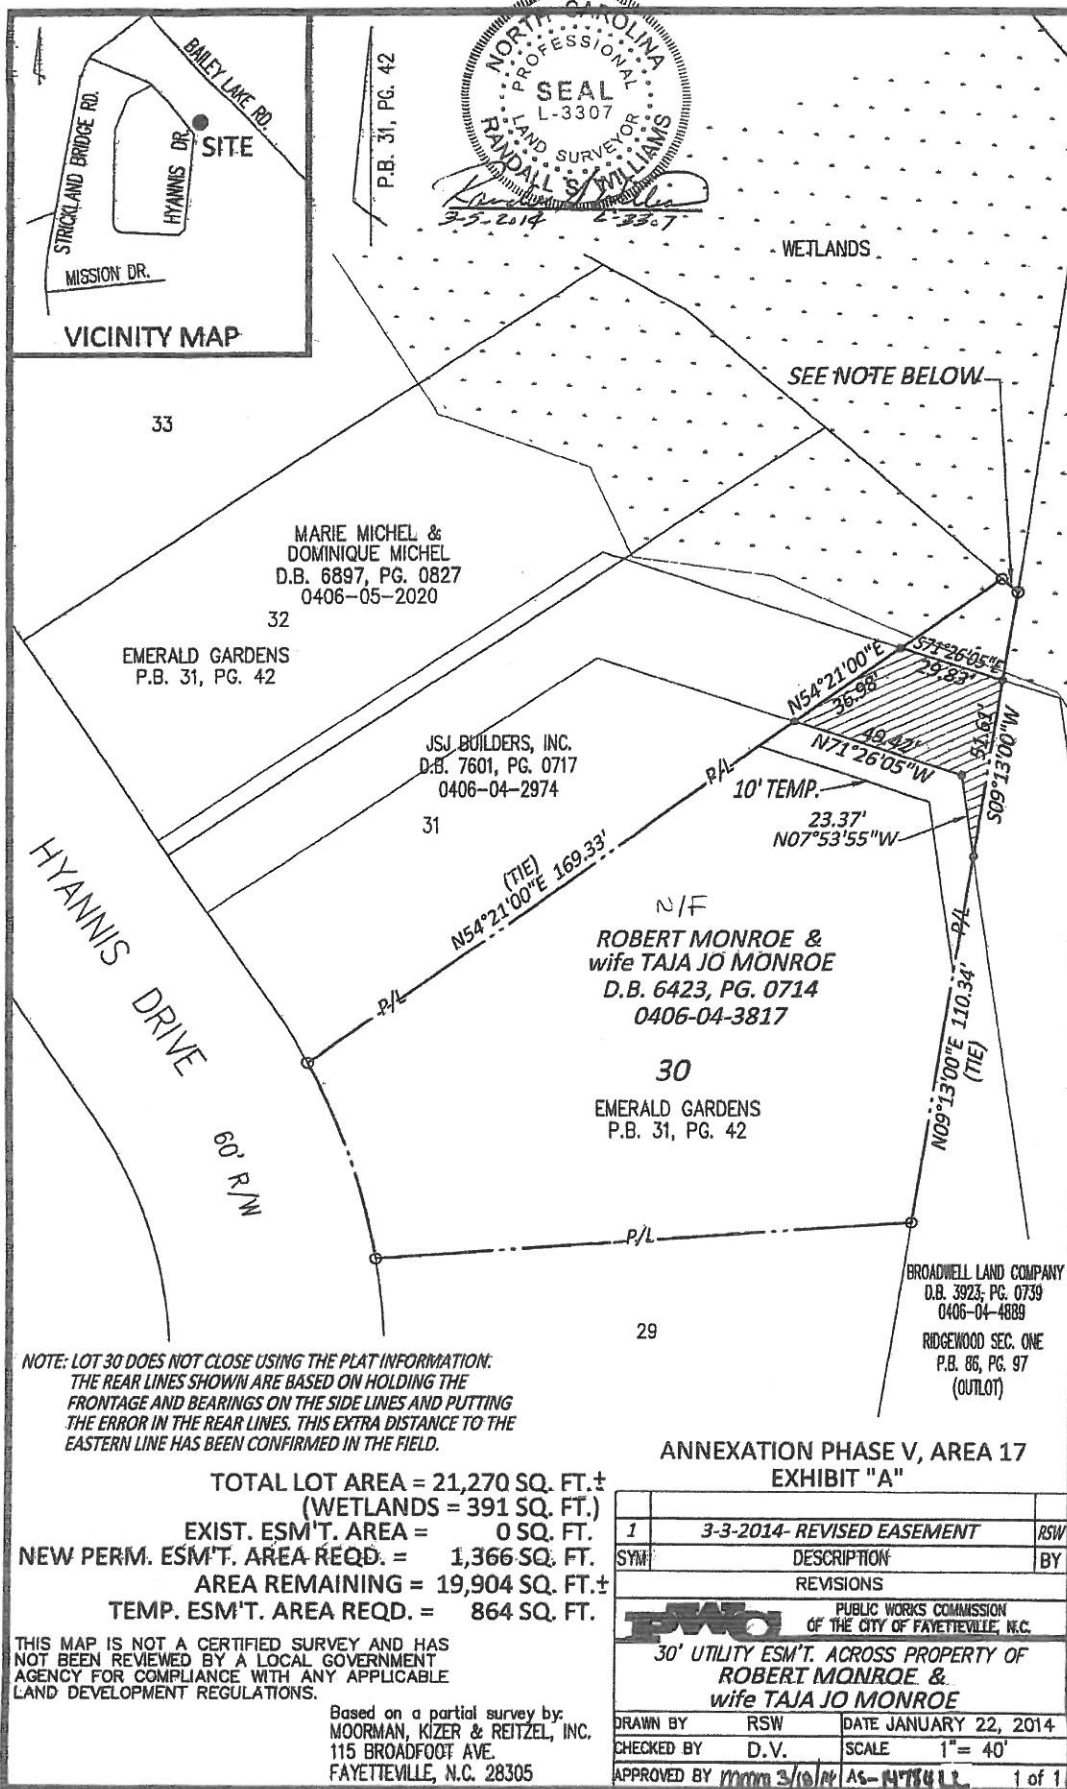 BAILEY LAKE RD.
STRICKLAND BRIDGE RD.
HYANNIS DR.
SITE
MISSION DR.
VICINITY MAP
P.B. 31, PG. 42
NORTH CAROLINA
PROFESSIONAL
SEAL
L-3307
LAND SURVEYOR
RANDALL S. WILLIAMS
3-5-2014 L-3307
WETLANDS
SEE NOTE BELOW
33
MARIE MICHEL &
DOMINIQUE MICHEL
D.B. 6897, PG. 0827
0406-05-2020
32
EMERALD GARDENS
P.B. 31, PG. 42
N54°21'00"E
36.98'
S71°26'05"E
29.83'
51.61'
S09°13'00"W
49.42'
N71°26'05"W
JSJ BUILDERS, INC.
D.B. 7601, PG. 0717
0406-04-2974
31
P/L
10' TEMP.
23.37'
N07°53'55"W
(TIE)
N54°21'00"E 169.33'
P/L
HYANNIS DRIVE
60' R/W
N/F
ROBERT MONROE &
wife TAJA JO MONROE
D.B. 6423, PG. 0714
0406-04-3817
30
EMERALD GARDENS
P.B. 31, PG. 42
P/L
N09°13'00"E 110.34'
(TIE)
P/L
29
BROADWELL LAND COMPANY
D.B. 3923, PG. 0739
0406-04-4889
RIDGEWOOD SEC. ONE
P.B. 86, PG. 97
(OUTLOT)
NOTE: LOT 30 DOES NOT CLOSE USING THE PLAT INFORMATION.
THE REAR LINES SHOWN ARE BASED ON HOLDING THE
FRONTAGE AND BEARINGS ON THE SIDE LINES AND PUTTING
THE ERROR IN THE REAR LINES. THIS EXTRA DISTANCE TO THE
EASTERN LINE HAS BEEN CONFIRMED IN THE FIELD.
TOTAL LOT AREA = 21,270 SQ. FT.±
(WETLANDS = 391 SQ. FT.)
EXIST. ESM'T. AREA = 0 SQ. FT.
NEW PERM. ESM'T. AREA REQD. = 1,366 SQ. FT.
AREA REMAINING = 19,904 SQ. FT.±
TEMP. ESM'T. AREA REQD. = 864 SQ. FT.
THIS MAP IS NOT A CERTIFIED SURVEY AND HAS
NOT BEEN REVIEWED BY A LOCAL GOVERNMENT
AGENCY FOR COMPLIANCE WITH ANY APPLICABLE
LAND DEVELOPMENT REGULATIONS.
Based on a partial survey by:
MOORMAN, KIZER & REITZEL, INC.
115 BROADFOOT AVE.
FAYETTEVILLE, N.C. 28305
ANNEXATION PHASE V, AREA 17
EXHIBIT "A"
1 3-3-2014- REVISED EASEMENT RSW
SYM DESCRIPTION BY
REVISIONS
PWC
PUBLIC WORKS COMMISSION
OF THE CITY OF FAYETTEVILLE, N.C.
30' UTILITY ESM'T. ACROSS PROPERTY OF
ROBERT MONROE &
wife TAJA JO MONROE
DRAWN BY RSW DATE JANUARY 22, 2014
CHECKED BY D.V. SCALE 1"= 40'
APPROVED BY mmm 1 of 1